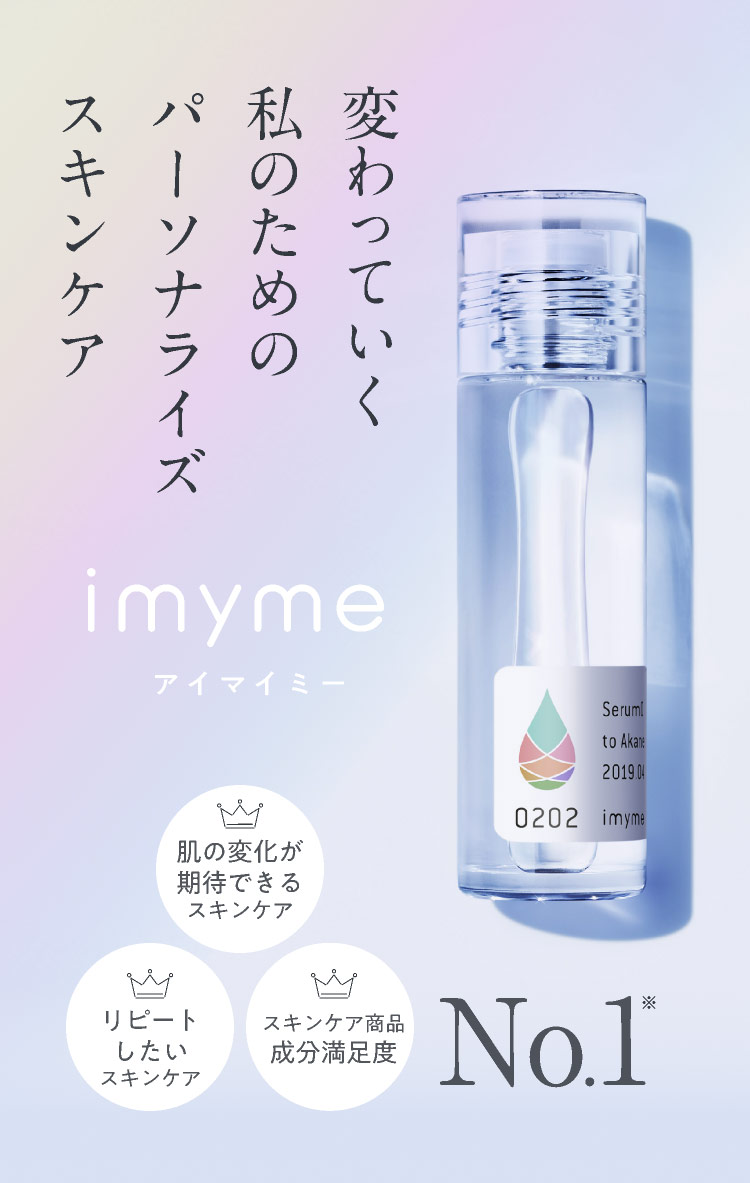 変わっていく
私のための
パーソナライズ
スキンケア
imyme
アイマイミー
Serum
to Akane
2019.04
0202
imyme
肌の変化が
期待できる
スキンケア
リピート
したい
スキンケア
スキンケア商品
成分満足度
No.1※